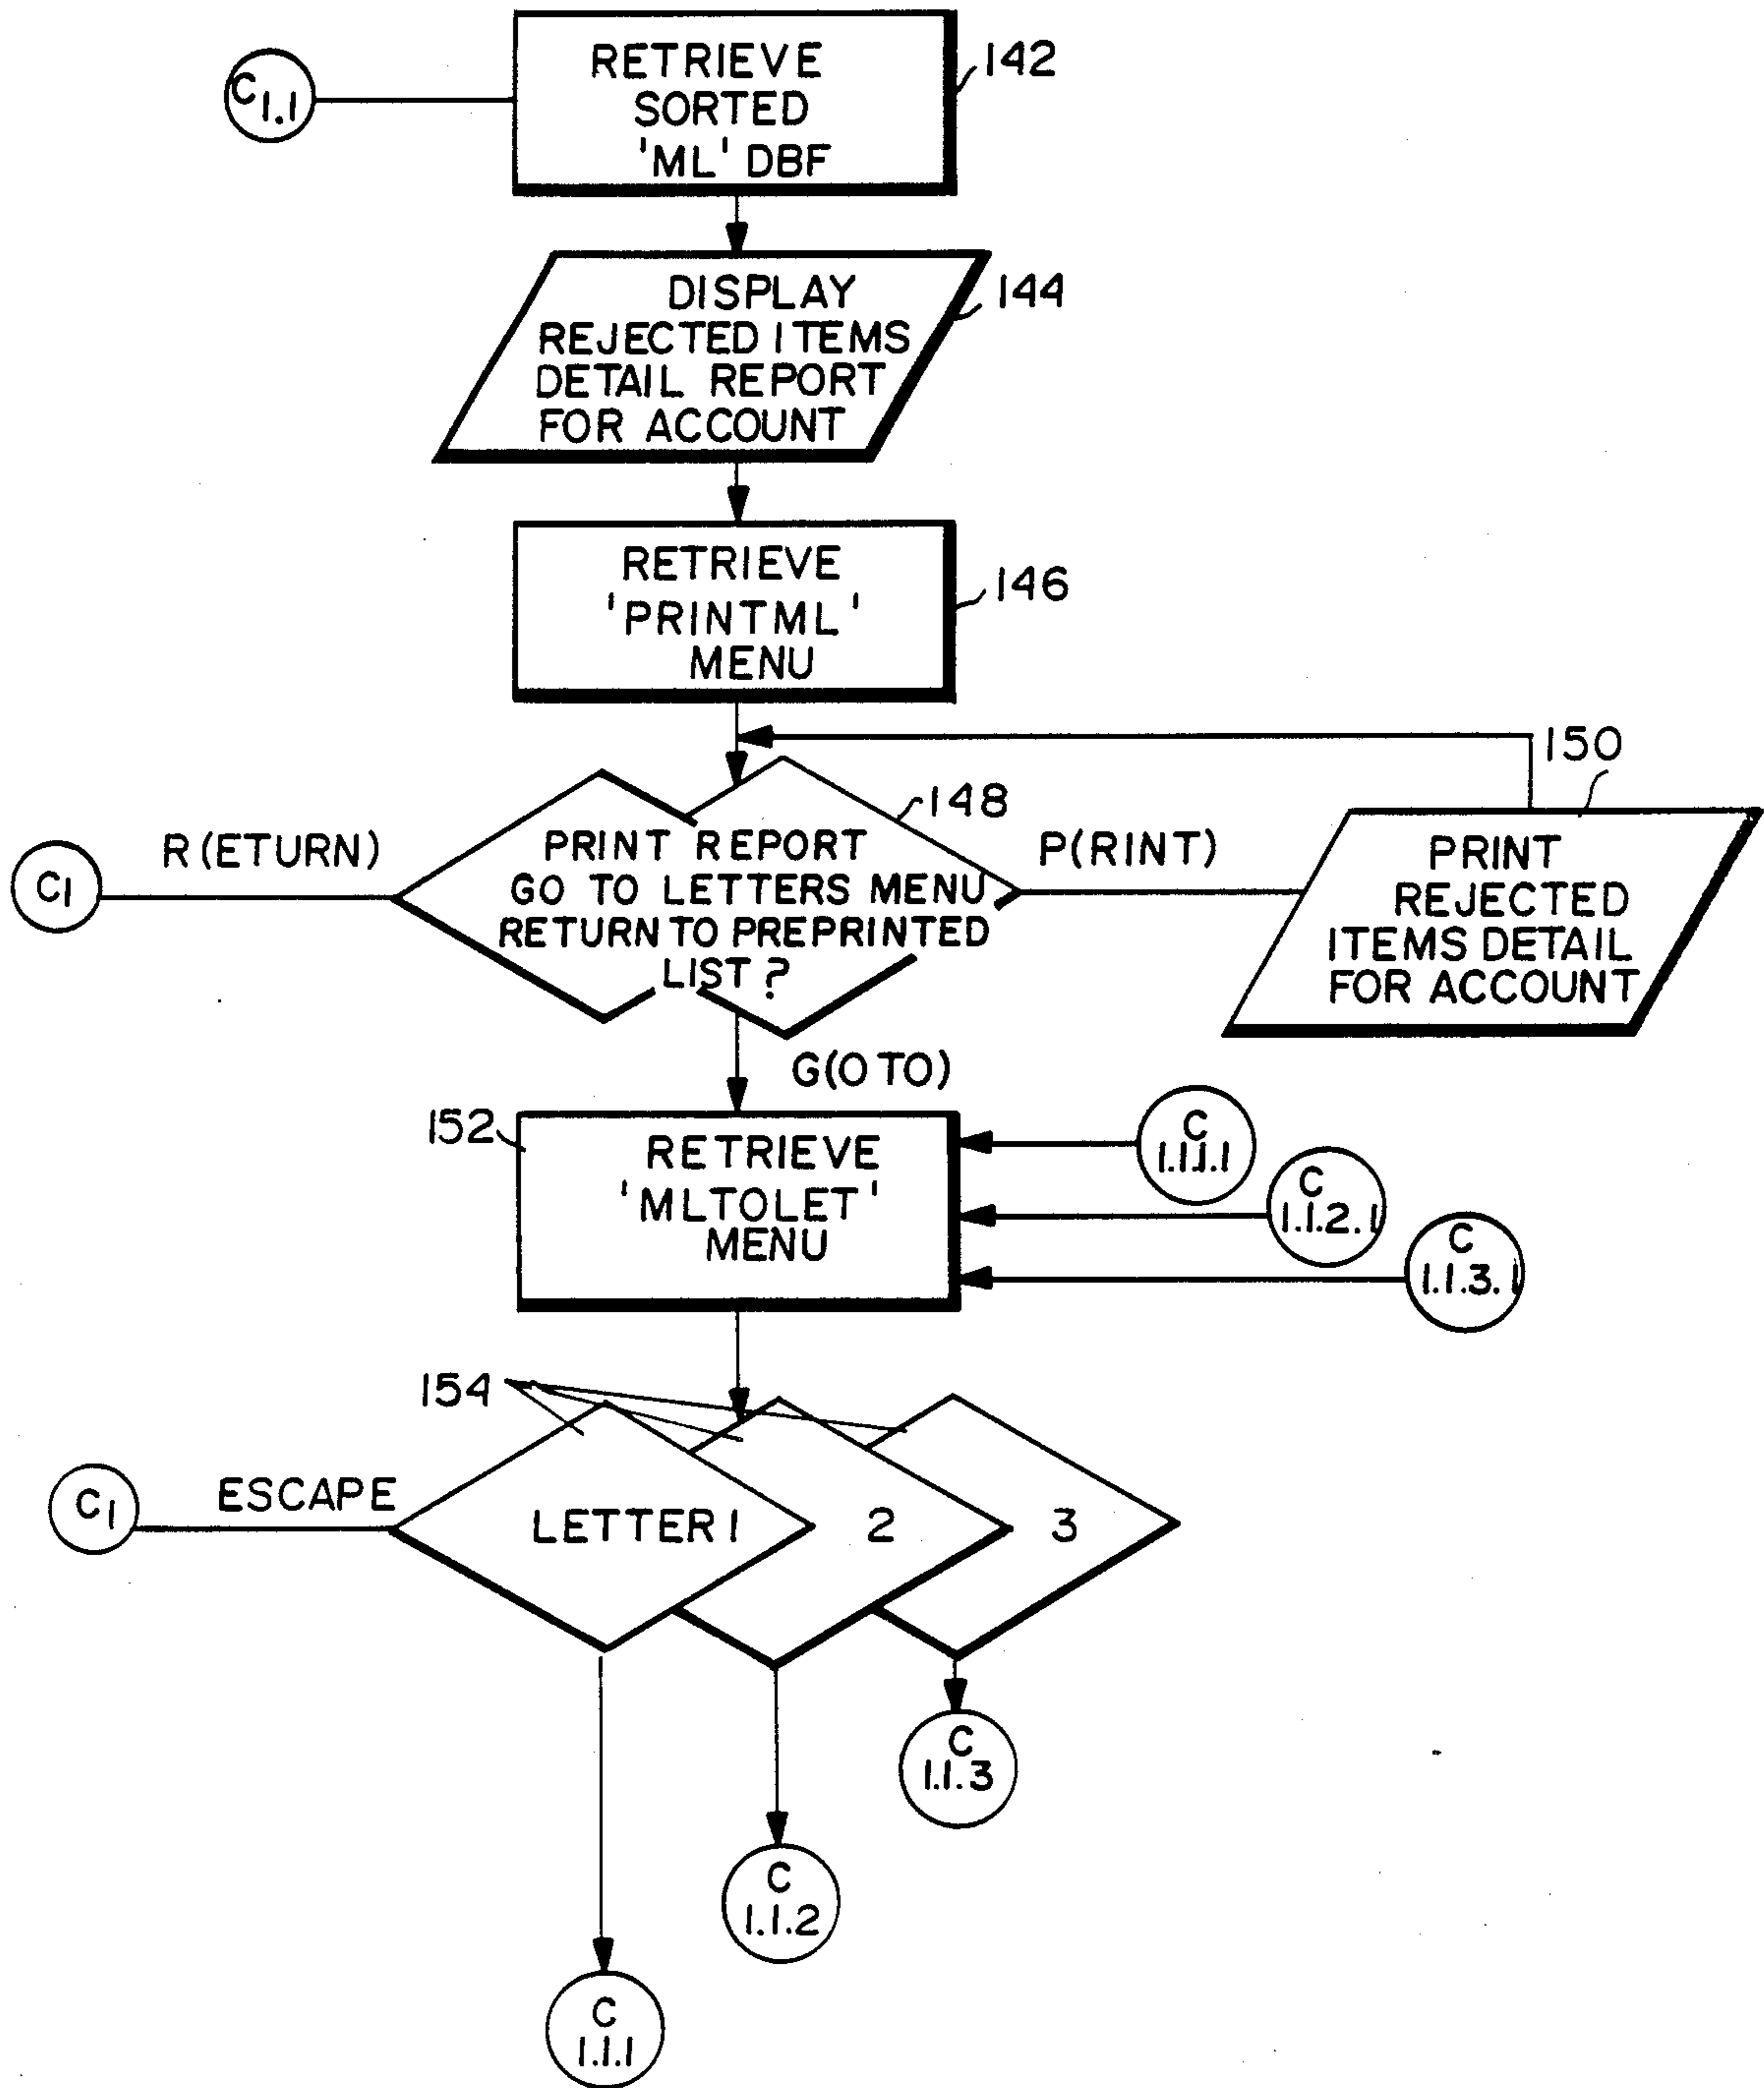 RETRIEVE
SORTED
'ML' DBF
142
C1.1
DISPLAY
REJECTED ITEMS
DETAIL REPORT
FOR ACCOUNT
144
RETRIEVE
'PRINTML'
MENU
146
150
148
R(ETURN)
C1
PRINT REPORT
GO TO LETTERS MENU
RETURN TO PREPRINTED
LIST?
P(RINT)
PRINT
REJECTED
ITEMS DETAIL
FOR ACCOUNT
G(O TO)
152
RETRIEVE
'MLTOLET'
MENU
C
1.1.1.1
C
1.1.2.1
C
1.1.3.1
154
C1
ESCAPE
LETTER 1
2
3
C
1.1.3
C
1.1.2
C
1.1.1